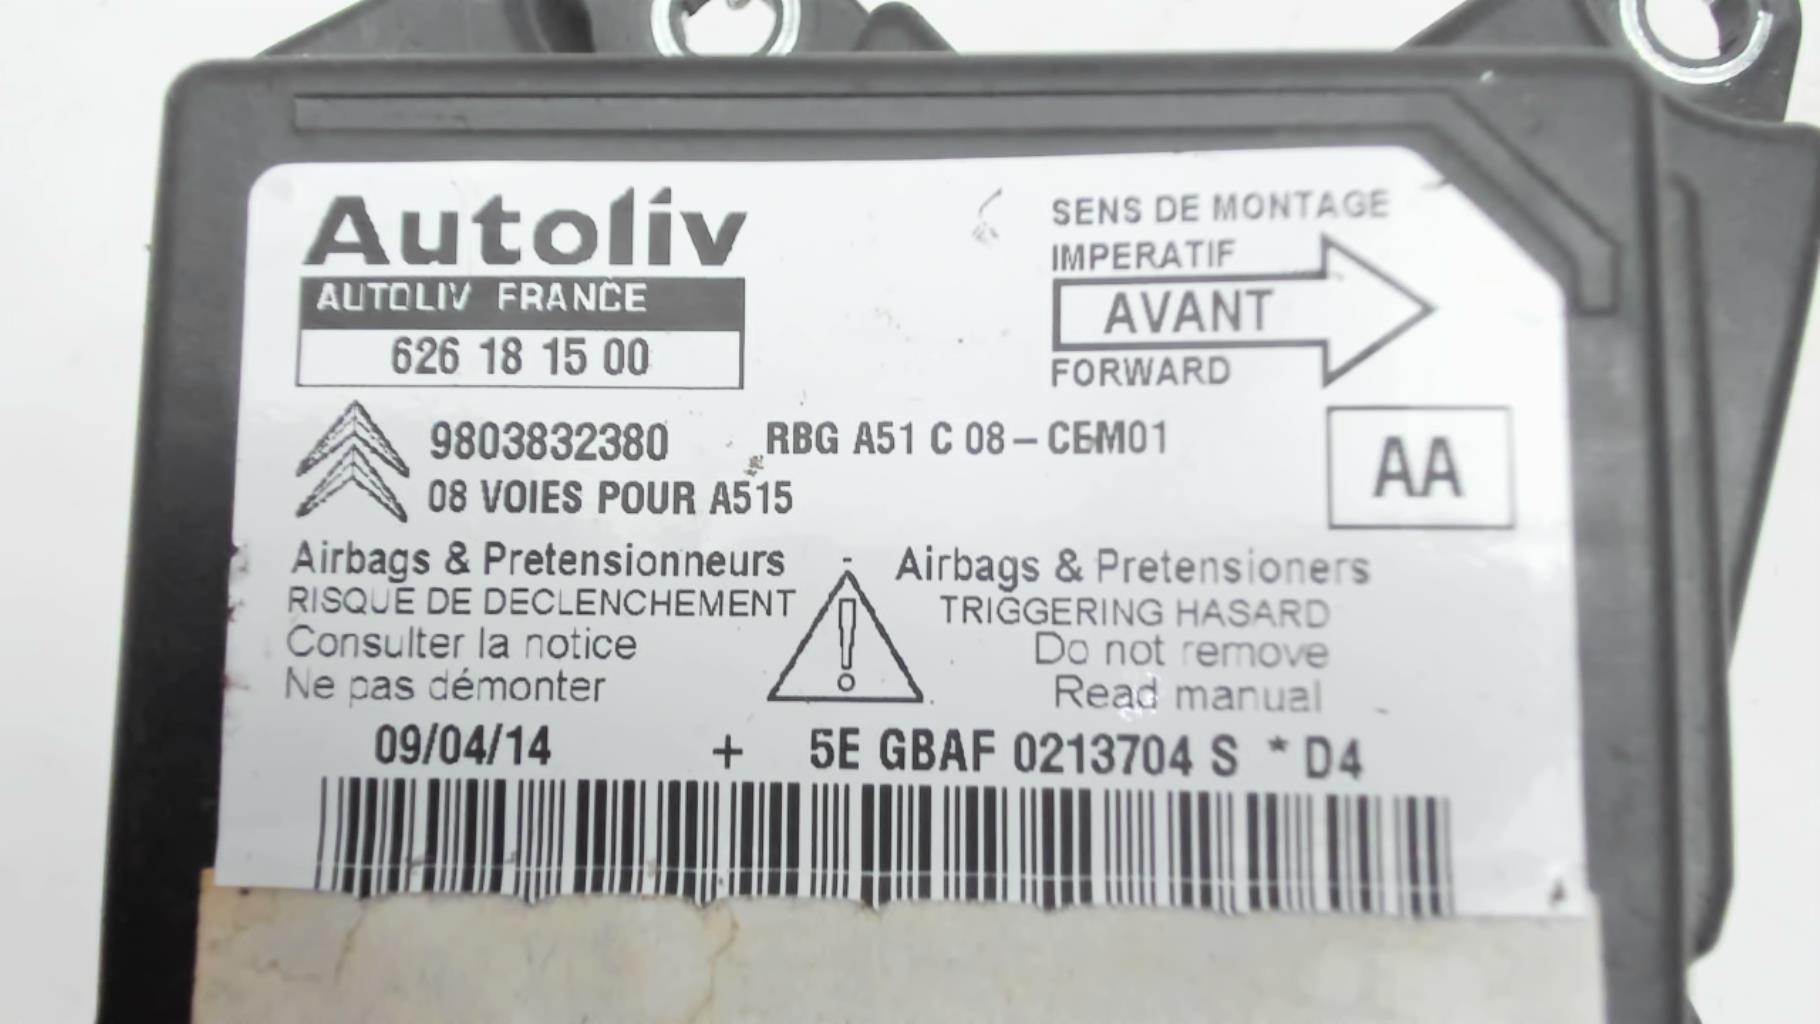 Autoliv
AUTOLIV FRANCE
626 18 15 00
SENS DE MONTAGE
IMPERATIF
AVANT
FORWARD
9803832380 RBG A51 C 08 - CEM01
08 VOIES POUR A515
AA
Airbags & Pretensionneurs - Airbags & Pretensioners
RISQUE DE DECLENCHEMENT
Consulter la notice
Ne pas démonter
TRIGGERING HASARD
Do not remove
Read manual
09/04/14 + 5E GBAF 0213704 S * D4